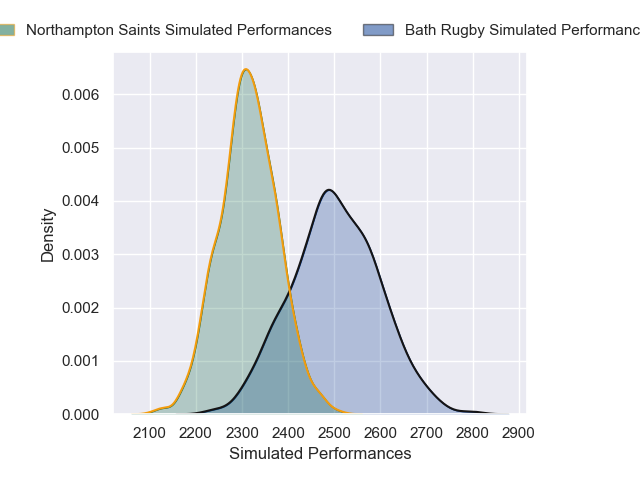 Northampton Saints Simulated Performances
Bath Rugby Simulated
0.006
0.005
0.004
0.003
0.002
0.001
0.000
Density
2100 2200 2300 2400 2500 2600 2700 2800 2900
Simulated Performances